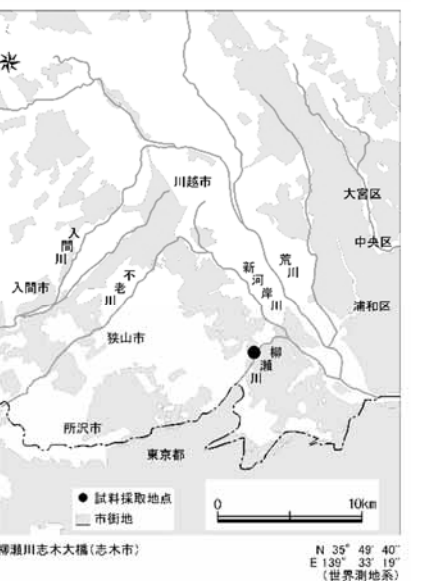 川越市
大宮区
中央区
入間川
荒川
新河岸川
入間市
不老川
浦和区
狭山市
柳瀬川
所沢市
東京都
● 試料採取地点
市街地
0 10km
柳瀬川志木大橋(志木市)
N 35° 49′ 40″
E 139° 33′ 19″
(世界測地系)